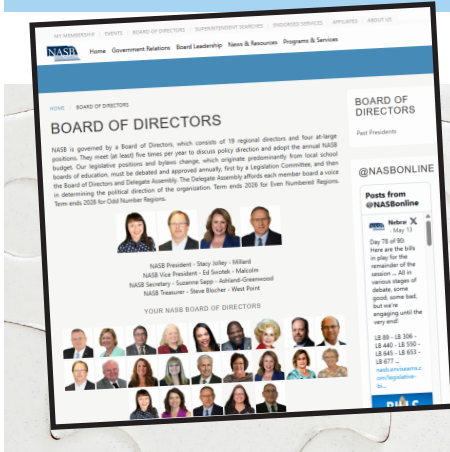 MY MEMBERSHIP | EVENTS | BOARD OF DIRECTORS | SUPERINTENDENT SEARCHES | ENDORSED SERVICES | AFFILIATES | ABOUT US
NASB Home Government Relations Board Leadership News & Resources Programs & Services
HOME BOARD OF DIRECTORS
BOARD OF DIRECTORS
NASB is governed by a Board of Directors, which consists of 19 regional directors and four at-large
positions. They meet (at least) five times per year to discuss policy direction and adopt the annual NASB
budget. Our legislative positions and bylaws change, which originate predominantly from local school
boards of education, must be debated and approved annually, first by a Legislation Committee, and then
the Board of Directors and Delegate Assembly. The Delegate Assembly affords each member board a voice
in determining the political direction of the organization. Term ends 2026 for Even Numbered Regions.
Term ends 2028 for Odd Number Regions.
NASB President - Stacy Jolley - Millard
NASB Vice President - Ed Swotek - Malcolm
NASB Secretary - Suzanne Sapp - Ashland-Greenwood
NASB Treasurer - Steve Blocher - West Point
YOUR NASB BOARD OF DIRECTORS
BOARD OF
DIRECTORS
Past Presidents
@NASBONLINE
Posts from
@NASBonline
Nebra X
· May 13
Day 78 of 90:
Here are the bills
in play for the
remainder of the
session ... All in
various stages of
debate, some
good, some bad,
but we're
engaging until the
very end!
LB 89 - LB 306 -
LB 440 - LB 550 -
LB 645 - LB 653 -
LB 677 ...
nasb.enviseams.c
om/legislative-
bi...
BILLS